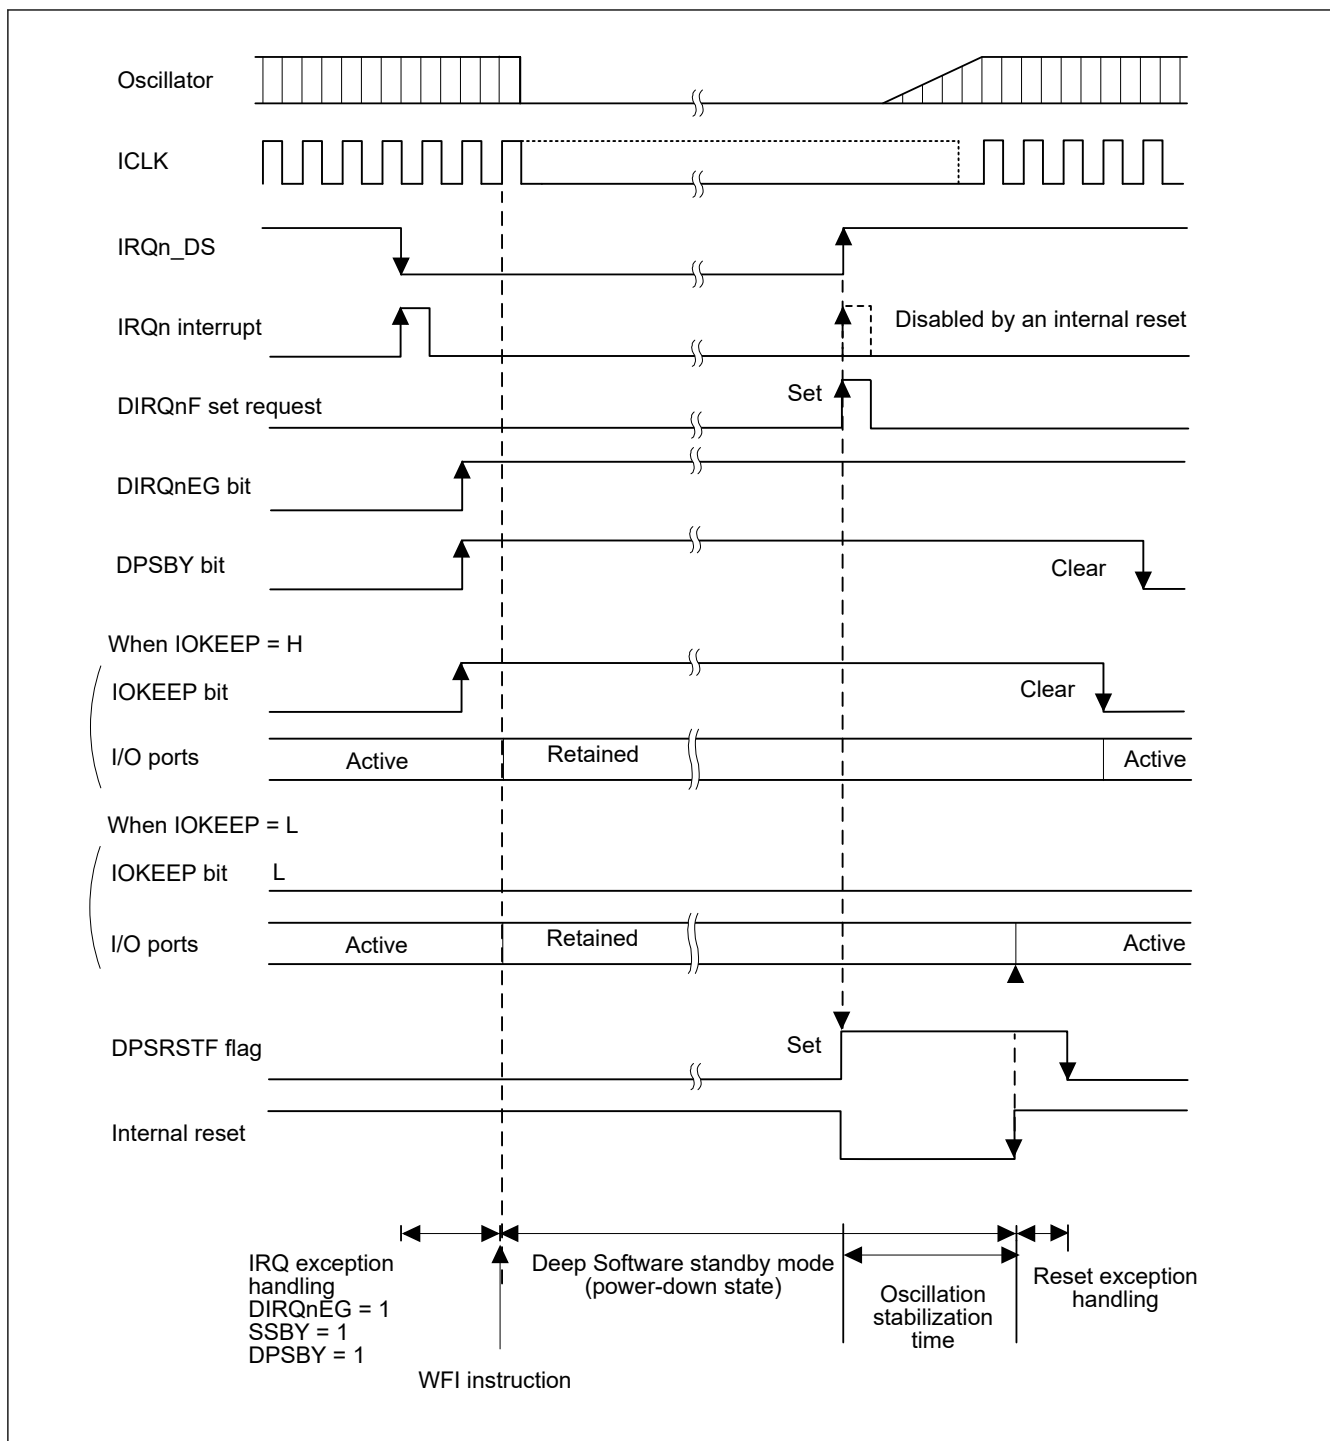 Oscillator
ICLK
IRQn_DS
IRQn interrupt
Disabled by an internal reset
DIRQnF set request
Set
DIRQnEG bit
DPSBY bit
Clear
When IOKEEP = H
IOKEEP bit
Clear
I/O ports
Active
Retained
Active
When IOKEEP = L
IOKEEP bit
L
I/O ports
Active
Retained
Active
DPSRSTF flag
Set
Internal reset
IRQ exception
handling
DIRQnEG = 1
SSBY = 1
DPSBY = 1
WFI instruction
Deep Software standby mode
(power-down state)
Oscillation
stabilization
time
Reset exception
handling